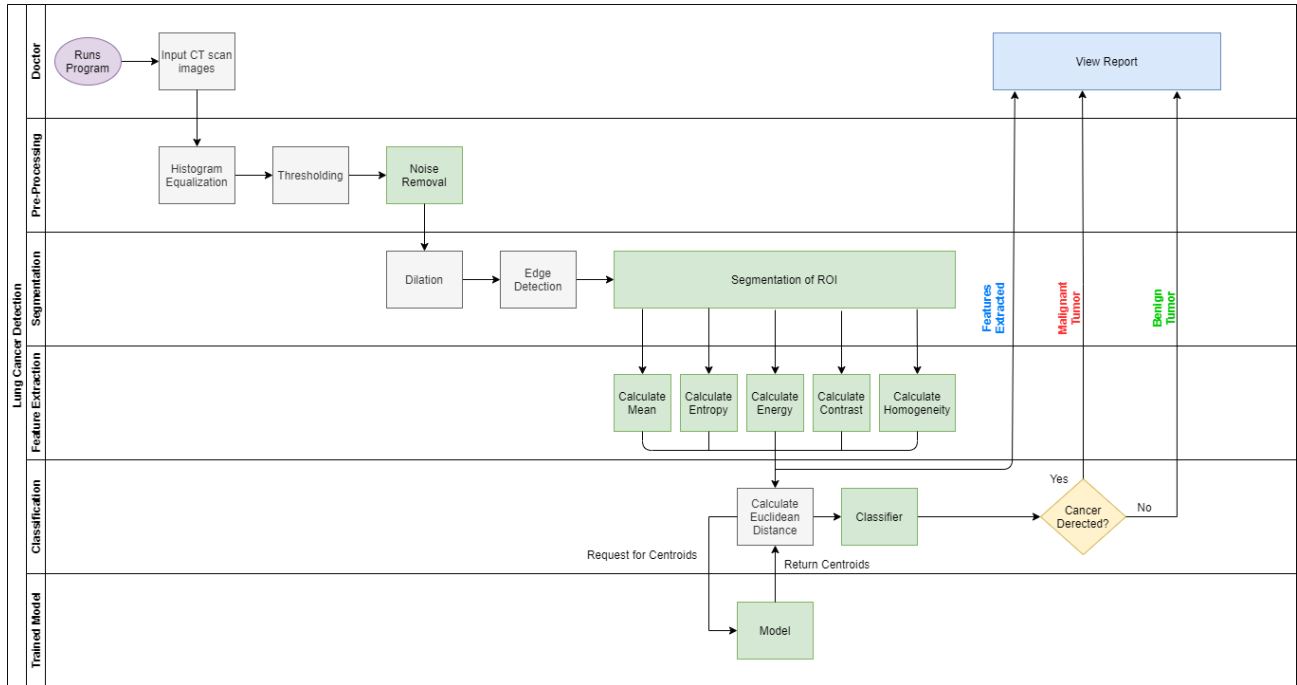 Lung Cancer Detection
Doctor
Runs
Program
Input CT scan
images
View Report
Pre-Processing
Histogram
Equalization
Thresholding
Noise
Removal
Segmentation
Dilation
Edge
Detection
Segmentation of ROI
Features
Extracted
Malignant
Tumor
Benign
Tumor
Feature Extraction
Calculate
Mean
Calculate
Entropy
Calculate
Energy
Calculate
Contrast
Calculate
Homogeneity
Classification
Calculate
Euclidean
Distance
Classifier
Cancer
Derected?
Yes
No
Request for Centroids
Return Centroids
Trained Model
Model